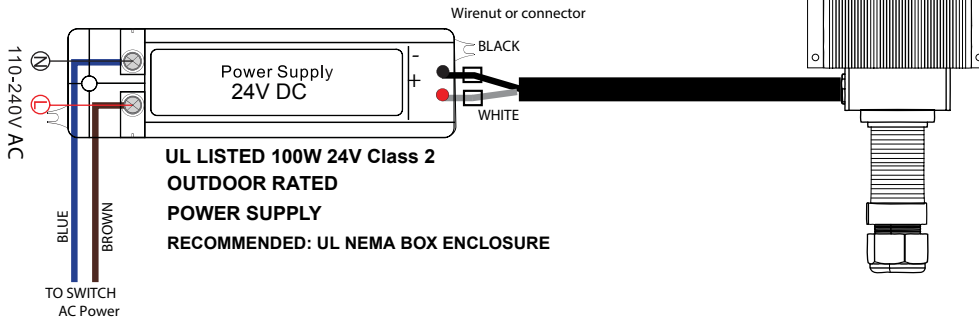 Wirenut or connector
110-240V AC
N
L
Power Supply
24V DC
-
+
BLACK
WHITE
UL LISTED 100W 24V Class 2
OUTDOOR RATED
POWER SUPPLY
RECOMMENDED: UL NEMA BOX ENCLOSURE
BLUE
BROWN
TO SWITCH
AC Power